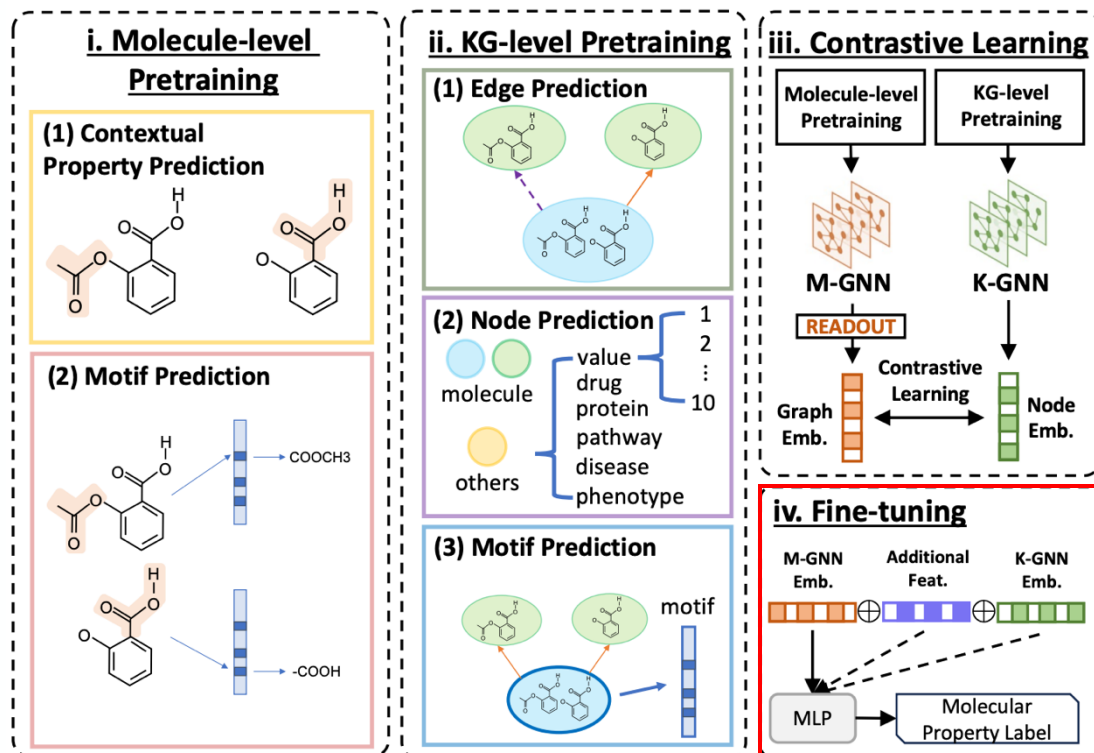 i. Molecule-level
Pretraining
(1) Contextual
Property Prediction
H
O
O
O
O
H
O
O
O
(2) Motif Prediction
H
O
O
O
O
COOCH3
H
O
O
O
-COOH
ii. KG-level Pretraining
(1) Edge Prediction
H
O
O
O
O
H
O
O
O
H
O
O
O
O
H
O
O
O
(2) Node Prediction
molecule
others
value
drug
protein
pathway
disease
phenotype
1
2
⋮
10
(3) Motif Prediction
H
O
O
O
O
H
O
O
O
H
O
O
O
O
H
O
O
O
motif
iii. Contrastive Learning
Molecule-level
Pretraining
KG-level
Pretraining
M-GNN
K-GNN
READOUT
Contrastive
Learning
Graph
Emb.
Node
Emb.
iv. Fine-tuning
M-GNN
Emb.
Additional
Feat.
K-GNN
Emb.
MLP
Molecular
Property Label